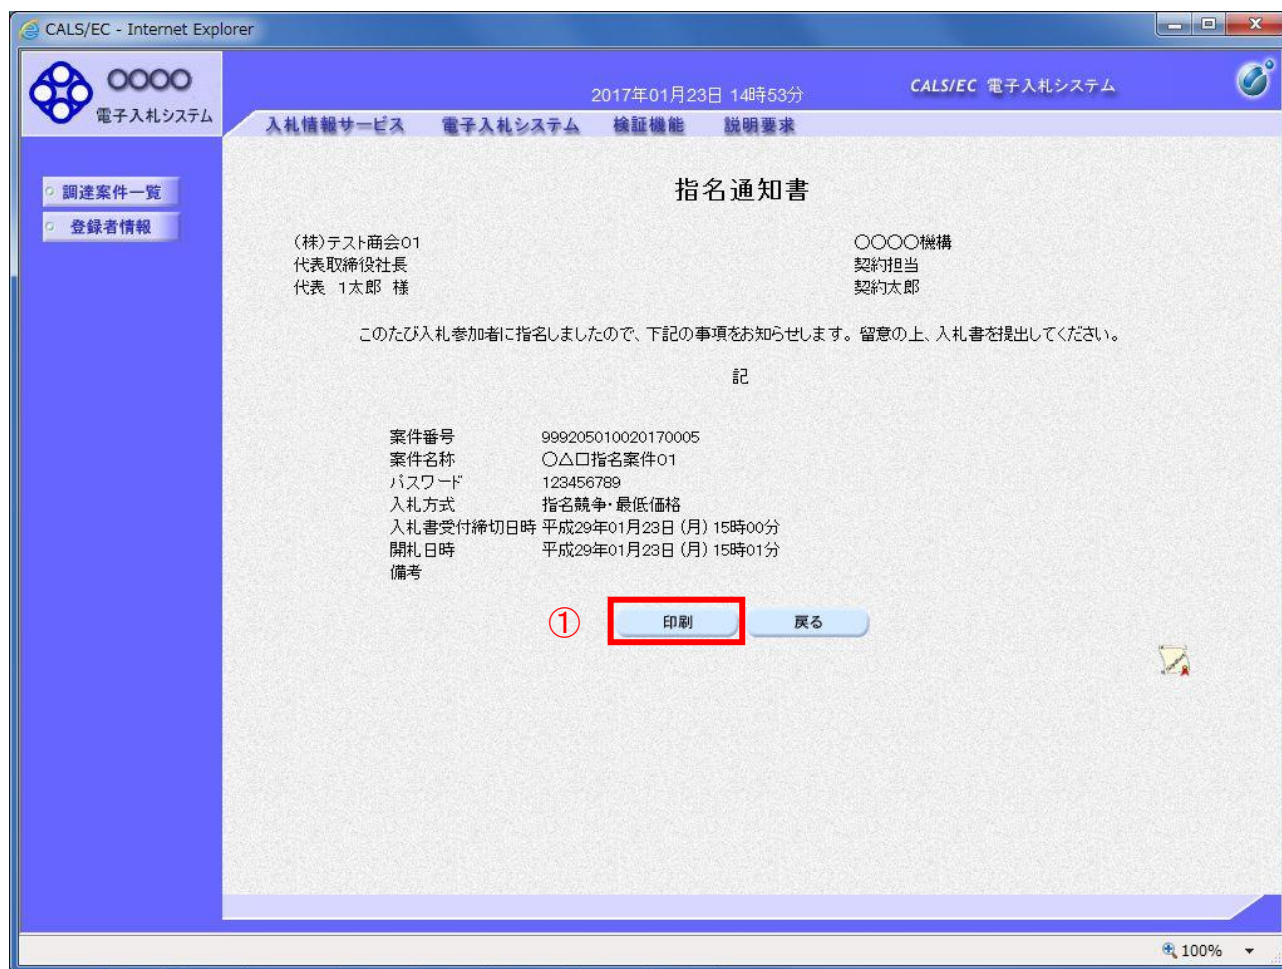 CALS/EC - Internet Explorer
○○○○
電子入札システム
2017年01月23日 14時53分
CALS/EC 電子入札システム
入札情報サービス 電子入札システム 検証機能 説明要求
調達案件一覧
登録者情報
指名通知書
(株)テスト商会01
代表取締役社長
代表 1太郎 様
○○○○機構
契約担当
契約太郎
このたび入札参加者に指名しましたので、下記の事項をお知らせします。留意の上、入札書を提出してください。
記
案件番号 999205010020170005
案件名称 ○△口指名案件01
パスワード 123456789
入札方式 指名競争・最低価格
入札書受付締切日時 平成29年01月23日(月) 15時00分
開札日時 平成29年01月23日(月) 15時01分
備考
① 印刷 戻る
100%